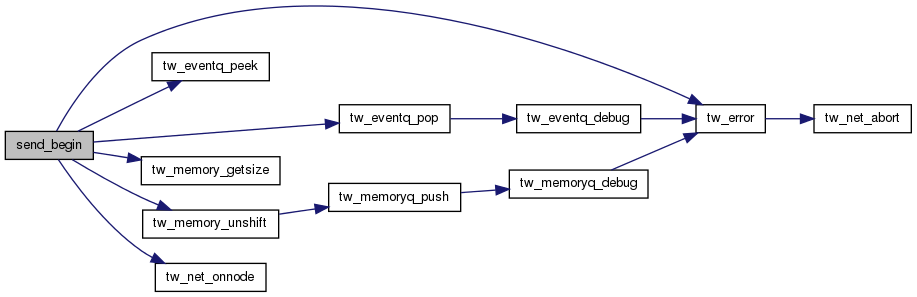 send_begin
tw_eventq_peek
tw_eventq_pop
tw_eventq_debug
tw_error
tw_net_abort
tw_memory_getsize
tw_memory_unshift
tw_memoryq_push
tw_memoryq_debug
tw_net_onnode